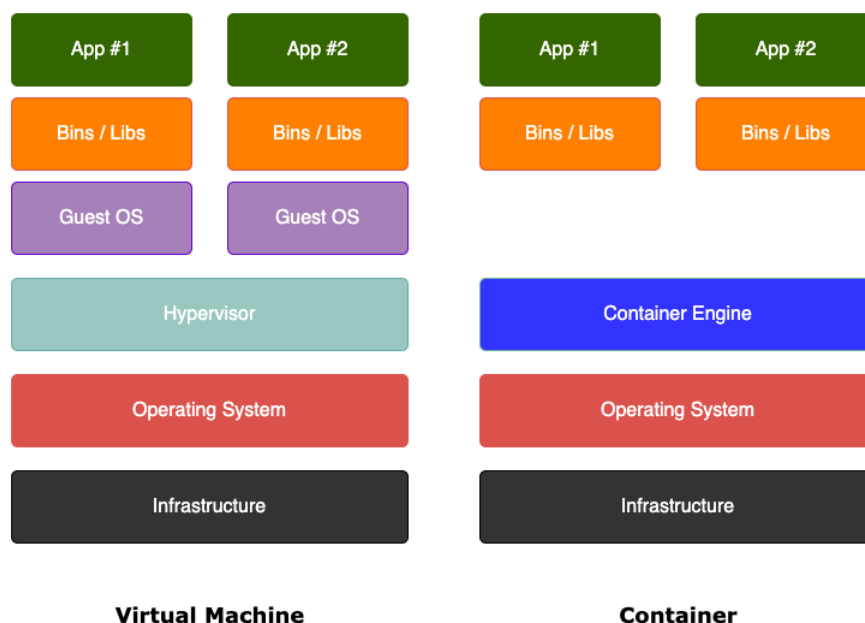 App #1 App #2 App #1 App #2
Bins / Libs Bins / Libs Bins / Libs Bins / Libs
Guest OS Guest OS
Hypervisor Container Engine
Operating System Operating System
Infrastructure Infrastructure
Virtual Machine Container